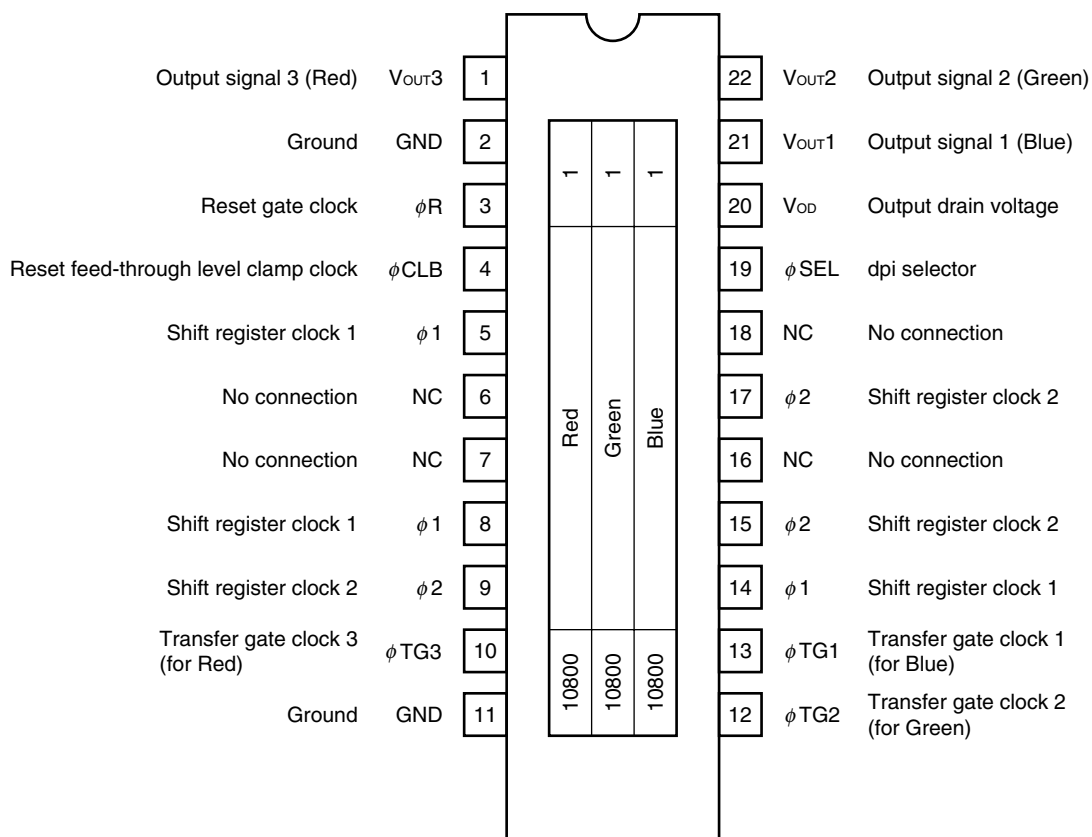 Output signal 3 (Red) VOUT3 1
Ground GND 2
Reset gate clock φR 3
Reset feed-through level clamp clock φCLB 4
Shift register clock 1 φ1 5
No connection NC 6
No connection NC 7
Shift register clock 1 φ1 8
Shift register clock 2 φ2 9
Transfer gate clock 3
(for Red) φTG3 10
Ground GND 11
1 1 1
Red Green Blue
10800 10800 10800
22 VOUT2 Output signal 2 (Green)
21 VOUT1 Output signal 1 (Blue)
20 VOD Output drain voltage
19 φSEL dpi selector
18 NC No connection
17 φ2 Shift register clock 2
16 NC No connection
15 φ2 Shift register clock 2
14 φ1 Shift register clock 1
13 φTG1 Transfer gate clock 1
(for Blue)
12 φTG2 Transfer gate clock 2
(for Green)